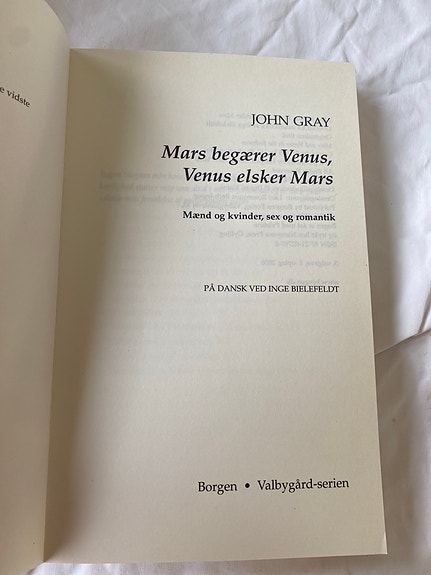 e vidste
JOHN GRAY
Mars begærer Venus,
Venus elsker Mars
Mænd og kvinder, sex og romantik
PÅ DANSK VED INGE BIELEFELDT
Borgen • Valbygård-serien